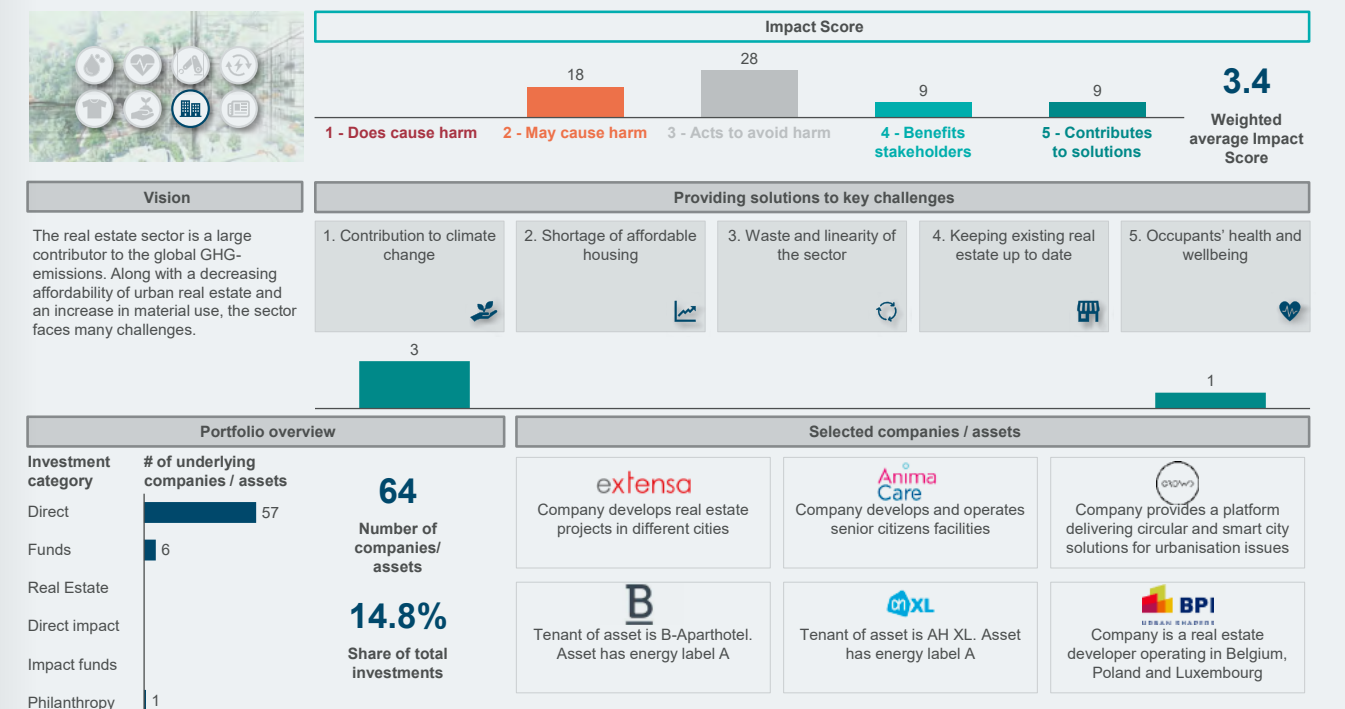 Impact Score
18
28
9
9
3.4
1 - Does cause harm
2 - May cause harm
3 - Acts to avoid harm
4 - Benefits
stakeholders
5 - Contributes
to solutions
Weighted
average Impact
Score
Vision
The real estate sector is a large
contributor to the global GHG-
emissions. Along with a decreasing
affordability of urban real estate and
an increase in material use, the sector
faces many challenges.
Providing solutions to key challenges
1. Contribution to climate
change
2. Shortage of affordable
housing
3. Waste and linearity of
the sector
4. Keeping existing real
estate up to date
5. Occupants' health and
wellbeing
3
1
Portfolio overview
Investment
category
# of underlying
companies / assets
Direct
57
Funds
6
Real Estate
Direct impact
Impact funds
Philanthropy
1
64
Number of
companies/
assets
14.8%
Share of total
investments
Selected companies / assets
extensa
Company develops real estate
projects in different cities
Anima
Care
Company develops and operates
senior citizens facilities
Company provides a platform
delivering circular and smart city
solutions for urbanisation issues
B
Tenant of asset is B-Aparthotel.
Asset has energy label A
XL
Tenant of asset is AH XL. Asset
has energy label A
BPI
URBAN SHAPERS
Company is a real estate
developer operating in Belgium,
Poland and Luxembourg